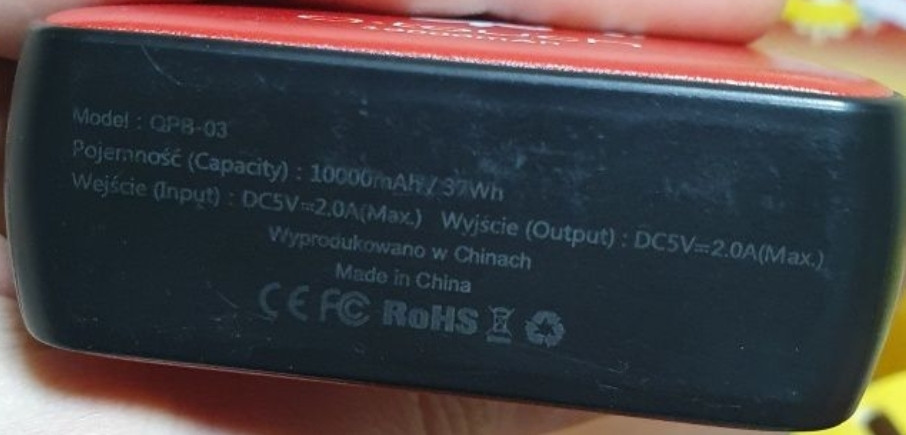 Model : QPB-03
Pojemność (Capacity) : 10000mAh / 37Wh
Wejście (Input) : DC5V=2.0A(Max.) Wyjście (Output) : DC5V=2.0A(Max.)
Wyprodukowano w Chinach
Made in China
CE FC RoHS